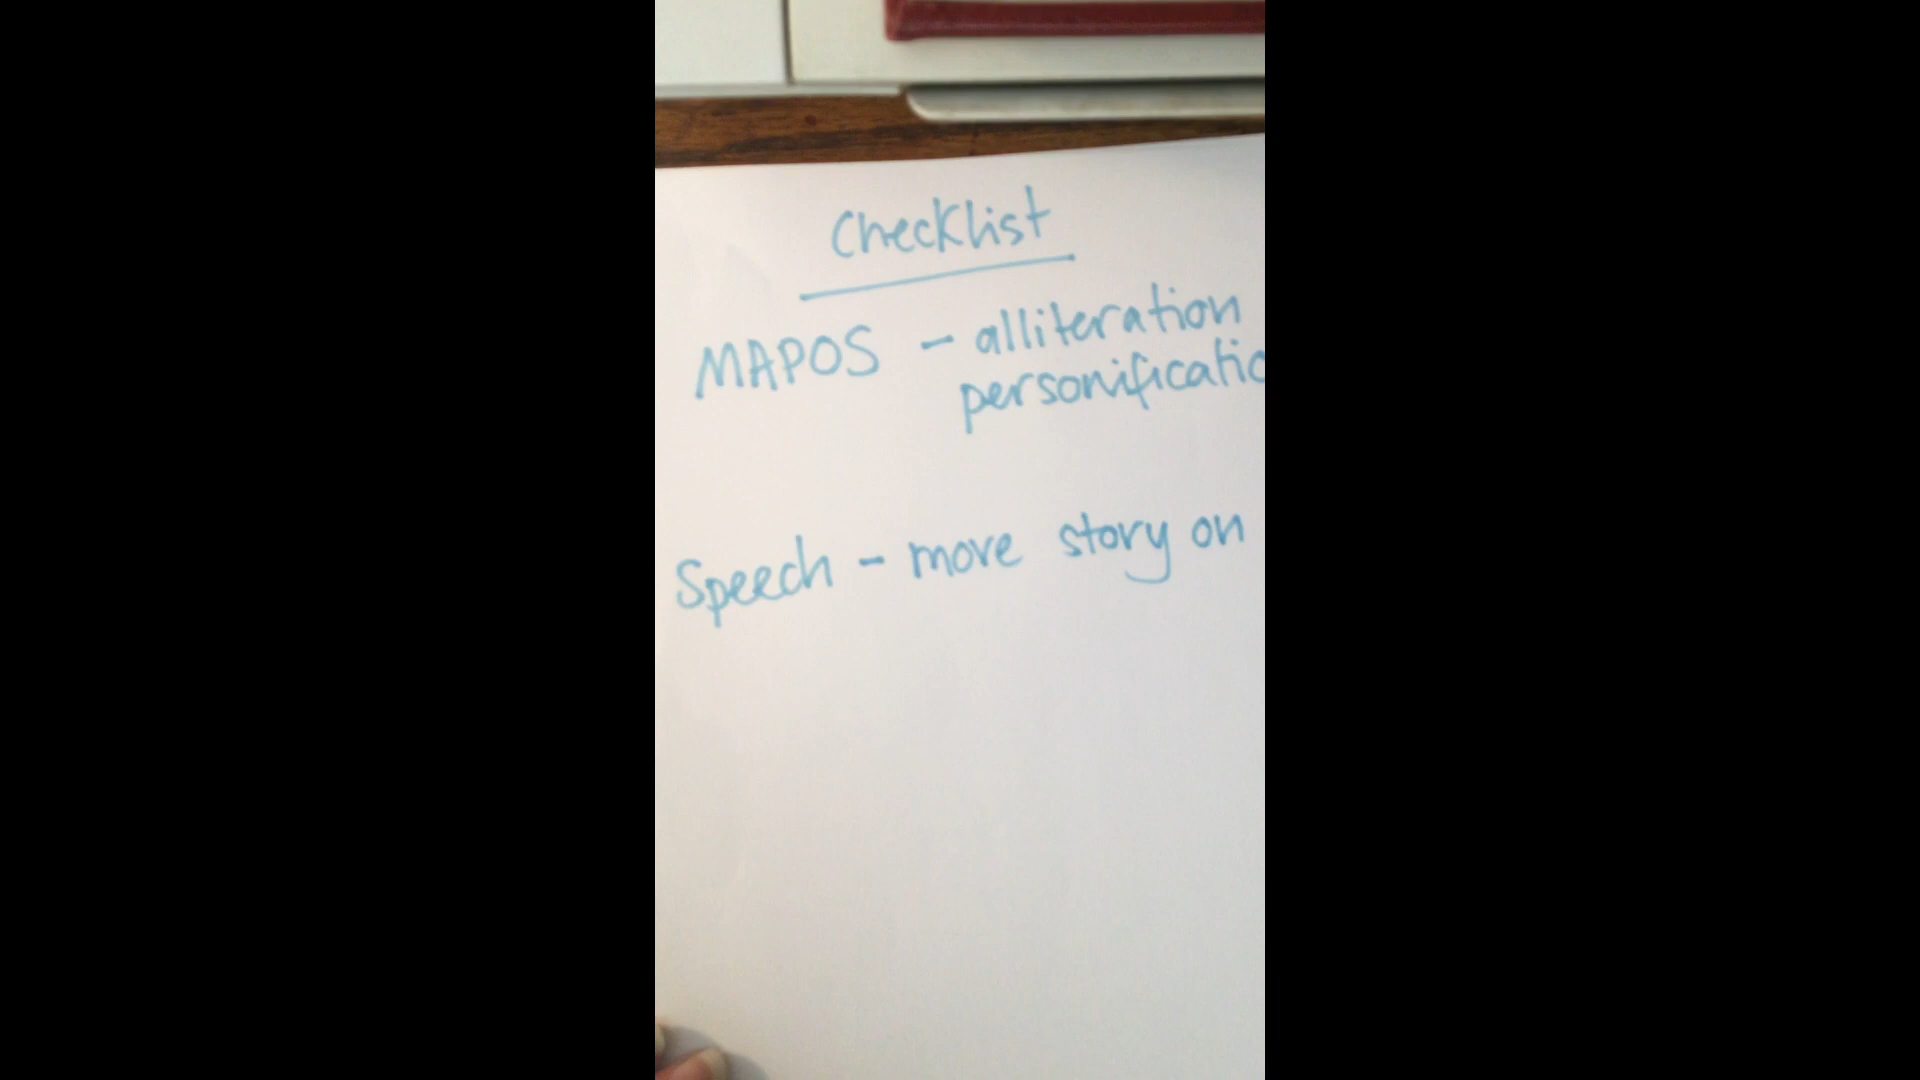 Checklist
MAPOS - alliteration
personificatio
Speech - move story on